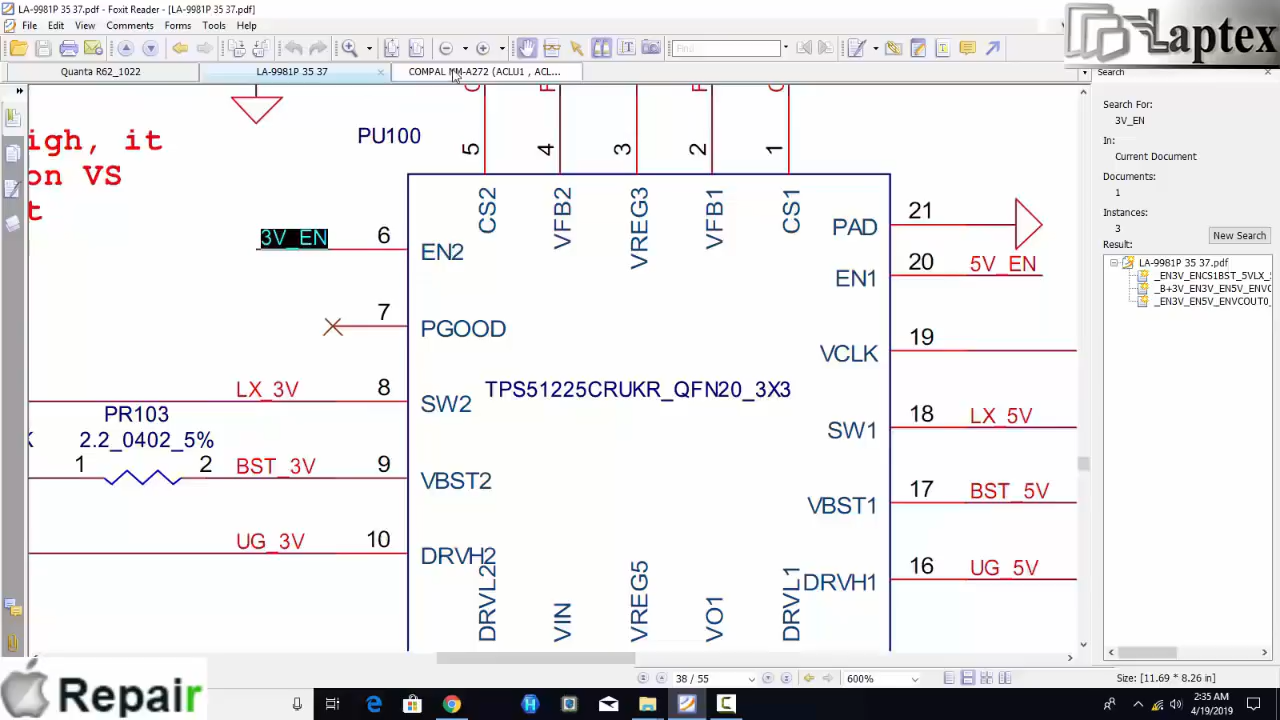 LA-9981P 35 37.pdf - Foxit Reader - [LA-9981P 35 37.pdf]
File Edit View Comments Forms Tools Help
Find
Quanta R62_1022
LA-9981P 35 37
COMPAL
(ACLU1 , ACL...
Laptex
Search
Search For:
3V_EN
In:
Current Document
Documents:
1
Instances:
3
New Search
Result:
LA-9981P 35 37.pdf
_EN3V_ENCS1BST_5VLX_
_B+3V_EN3V_EN5V_ENVC
_EN3V_EN5V_ENVCOUT0_
igh, it
on VS
t
PU100
5 4 3 2 1
CS2 VFB2 VREG3 VFB1 CS1
3V_EN 6 EN2
7 PGOOD
LX_3V 8 SW2
PR103
2.2_0402_5%
1 2 BST_3V 9 VBST2
UG_3V 10 DRVH2
TPS51225CRUKR_QFN20_3X3
PAD 21
EN1 20 5V_EN
VCLK 19
SW1 18 LX_5V
VBST1 17 BST_5V
DRVH1 16 UG_5V
DRVL2 VIN VREG5 VO1 DRVL1
38 / 55
600%
Size: [11.69 * 8.26 in]
Repair
2:35 AM
4/19/2019